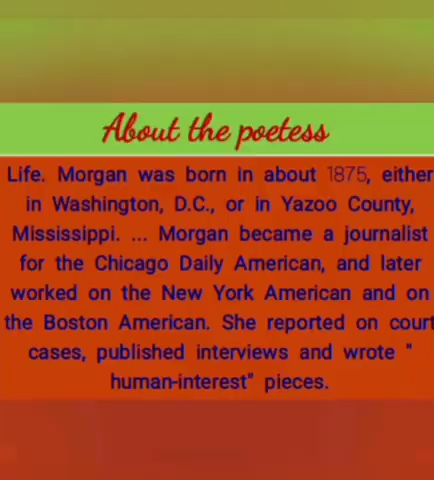 About the poetess
Life. Morgan was born in about 1875, either
in Washington, D.C., or in Yazoo County,
Mississippi. ... Morgan became a journalist
for the Chicago Daily American, and later
worked on the New York American and on
the Boston American. She reported on court
cases, published interviews and wrote "
human-interest" pieces.